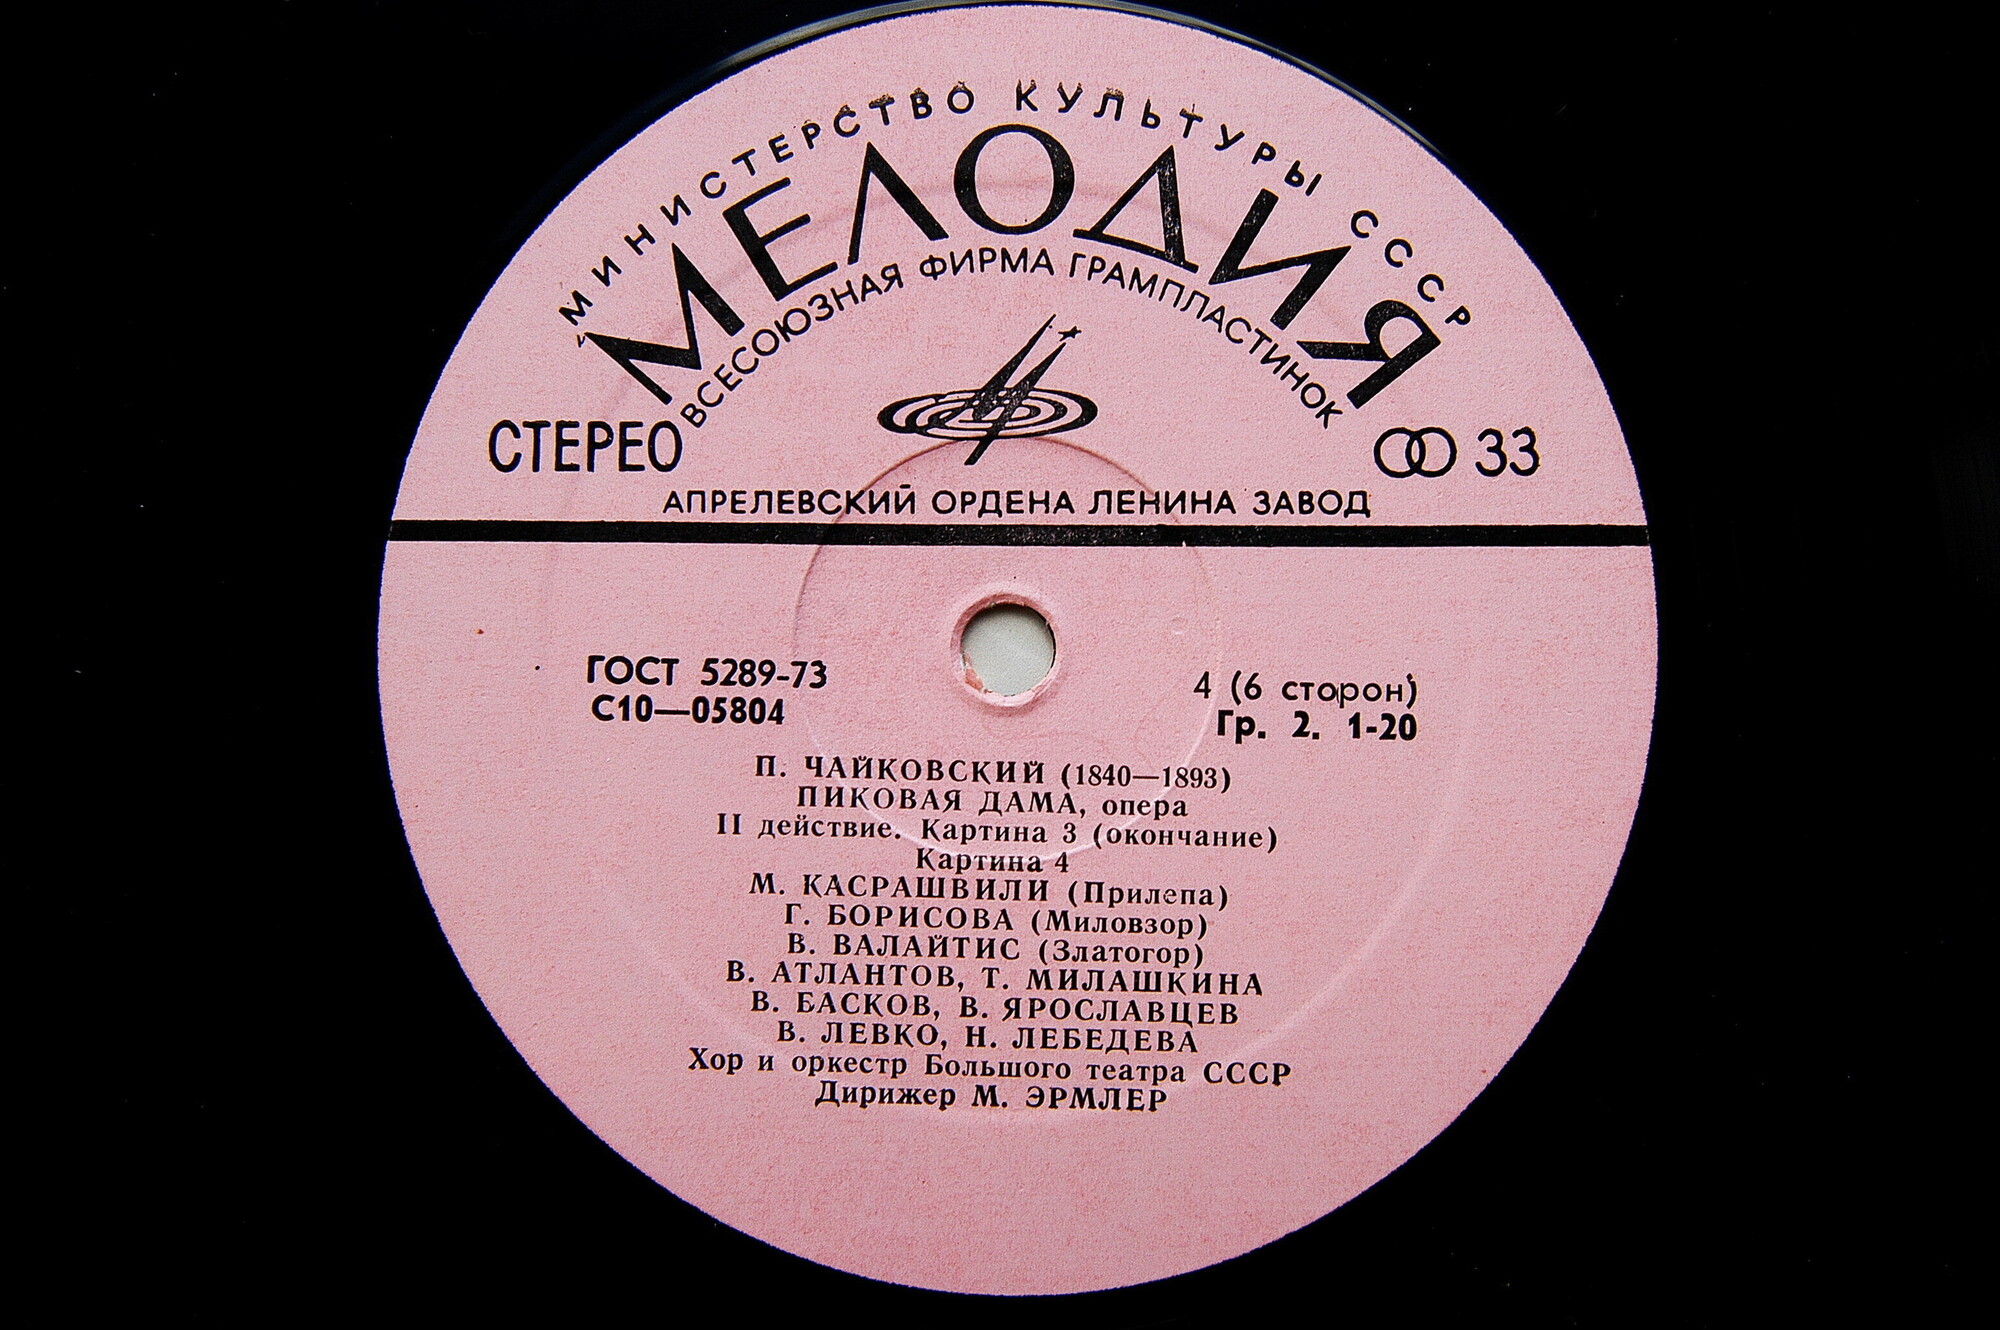 МИНИСТЕРСТВО КУЛЬТУРЫ СССР
МЕЛОДИЯ
ВСЕСОЮЗНАЯ ФИРМА ГРАМПЛАСТИНОК
СТЕРЕО
33
АПРЕЛЕВСКИЙ ОРДЕНА ЛЕНИНА ЗАВОД
ГОСТ 5289-73
С10—05804
4 (6 сторон)
Гр. 2. 1-20
П. ЧАЙКОВСКИЙ (1840—1893)
ПИКОВАЯ ДАМА, опера
II действие. Картина 3 (окончание)
Картина 4
М. КАСРАШВИЛИ (Прилепа)
Г. БОРИСОВА (Миловзор)
В. ВАЛАЙТИС (Златогор)
В. АТЛАНТОВ, Т. МИЛАШКИНА
В. БАСКОВ, В. ЯРОСЛАВЦЕВ
В. ЛЕВКО, Н. ЛЕБЕДЕВА
Хор и оркестр Большого театра СССР
Дирижер М. ЭРМЛЕР